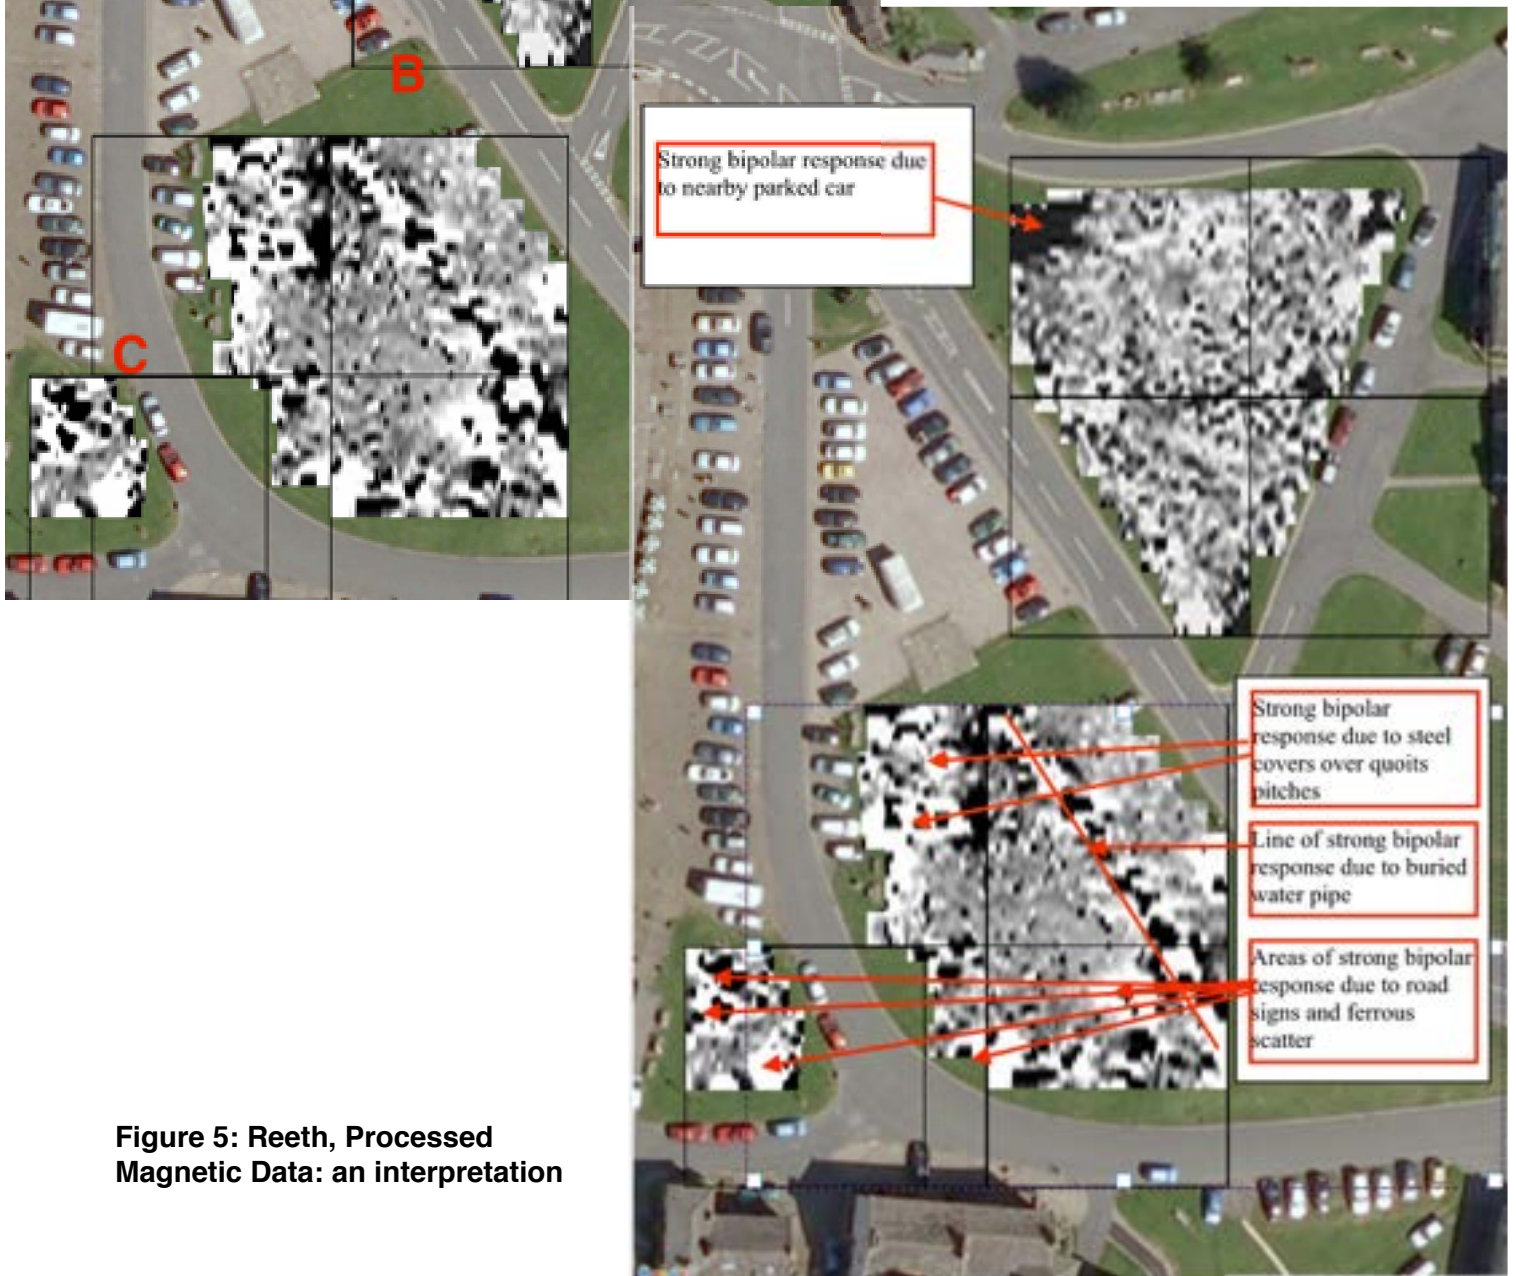 B
C
Strong bipolar response due
to nearby parked car
Strong bipolar
response due to steel
covers over quoits
pitches
Line of strong bipolar
response due to buried
water pipe
Areas of strong bipolar
response due to road
signs and ferrous
scatter
Figure 5: Reeth, Processed
Magnetic Data: an interpretation